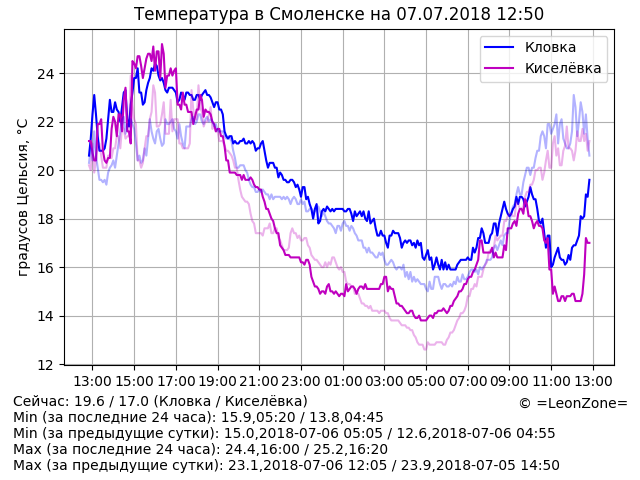 Температура в Смоленске на 07.07.2018 12:50
Кловка
Киселёвка
градусов Цельсия, °C
24
22
20
18
16
14
12
13:00 15:00 17:00 19:00 21:00 23:00 01:00 03:00 05:00 07:00 09:00 11:00 13:00
Сейчас: 19.6 / 17.0 (Кловка / Киселёвка)
© =LeonZone=
Min (за последние 24 часа): 15.9,05:20 / 13.8,04:45
Min (за предыдущие сутки): 15.0,2018-07-06 05:05 / 12.6,2018-07-06 04:55
Max (за последние 24 часа): 24.4,16:00 / 25.2,16:20
Max (за предыдущие сутки): 23.1,2018-07-06 12:05 / 23.9,2018-07-05 14:50